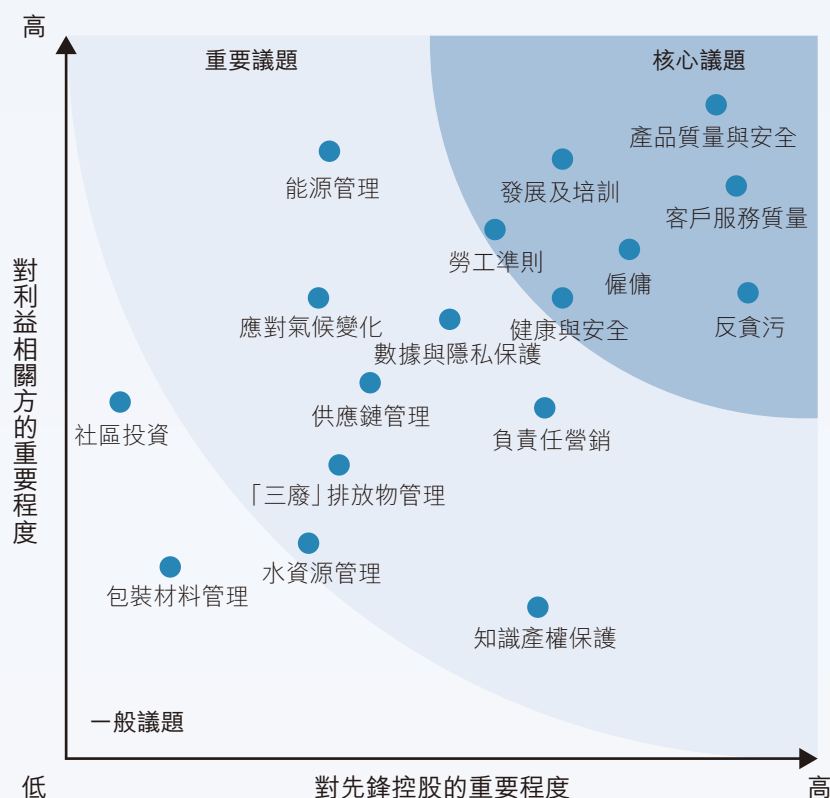 高
重要議題
核心議題
產品質量與安全
能源管理
發展及培訓
客戶服務質量
勞工準則
僱傭
應對氣候變化
數據與隱私保護
健康與安全
反貪污
對利益相關方的重要程度
社區投資
供應鏈管理
負責任營銷
「三廢」排放物管理
水資源管理
包裝材料管理
知識產權保護
一般議題
低
對先鋒控股的重要程度
高